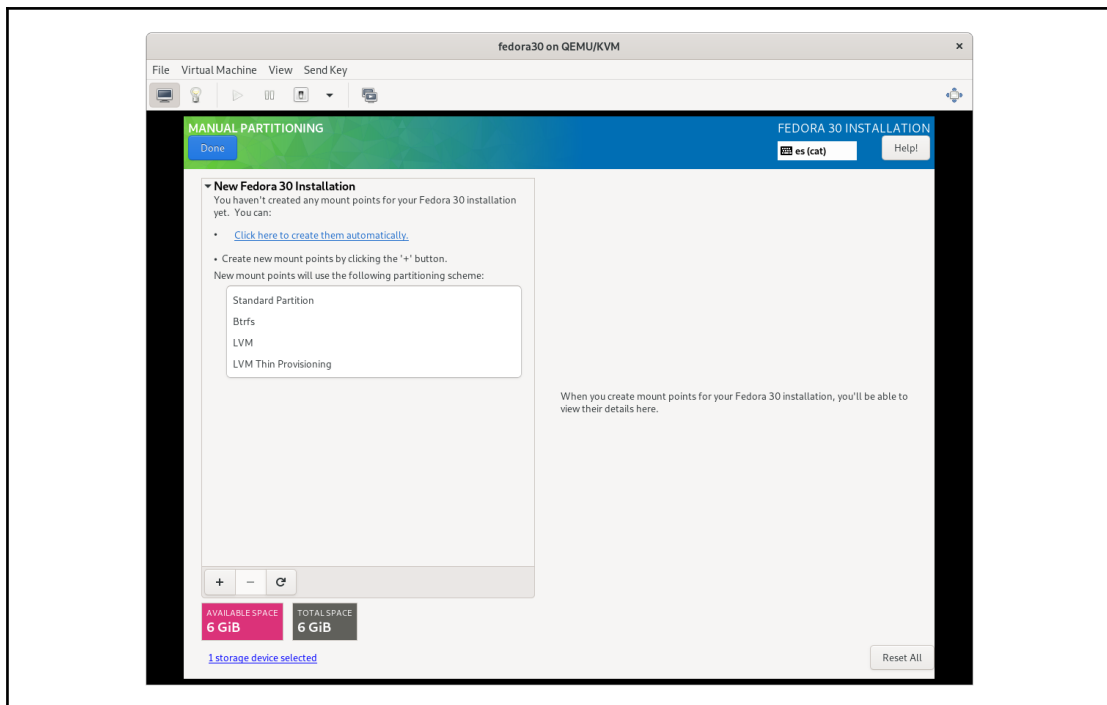 fedora30 on QEMU/KVM
×
File Virtual Machine View Send Key
MANUAL PARTITIONING
FEDORA 30 INSTALLATION
Done
es (cat)
Help!
New Fedora 30 Installation
You haven't created any mount points for your Fedora 30 installation
yet. You can:
• Click here to create them automatically.
• Create new mount points by clicking the '+' button.
New mount points will use the following partitioning scheme:
Standard Partition
Btrfs
LVM
LVM Thin Provisioning
When you create mount points for your Fedora 30 installation, you'll be able to
view their details here.
+ −
AVAILABLE SPACE
6 GiB
TOTAL SPACE
6 GiB
1 storage device selected
Reset All